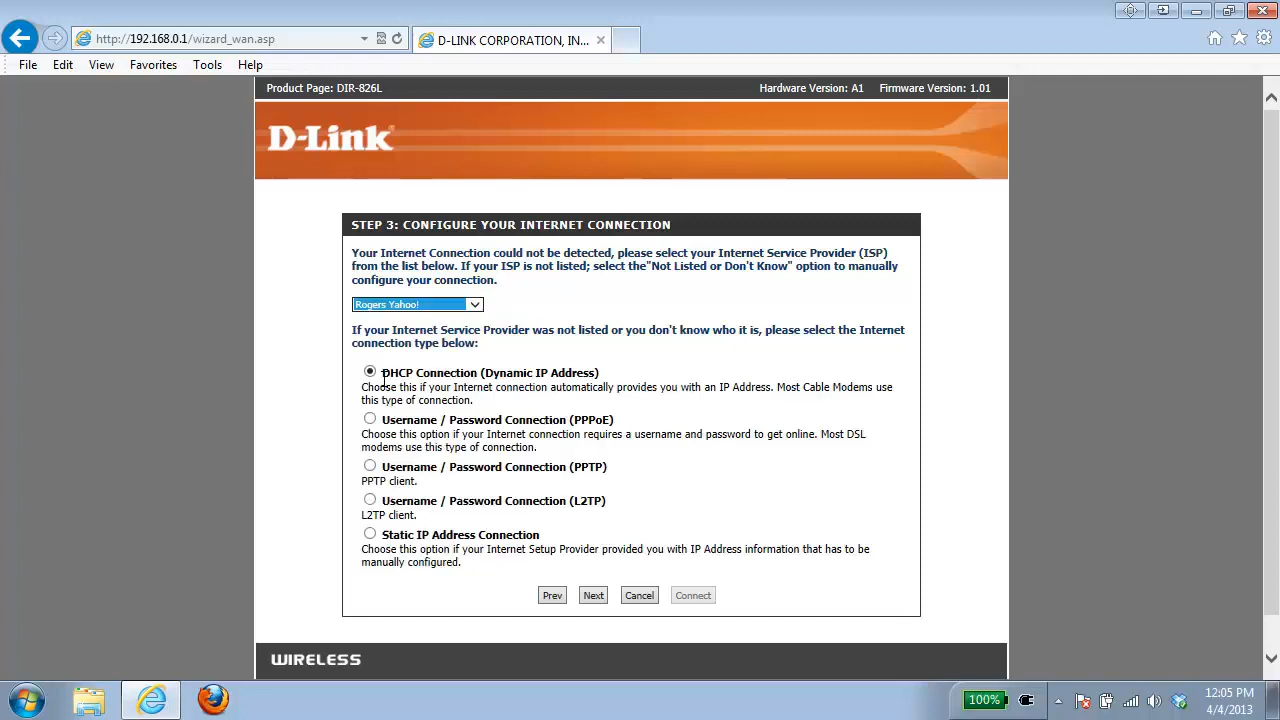 http://192.168.0.1/wizard_wan.asp
D-LINK CORPORATION, IN...
File Edit View Favorites Tools Help
Product Page: DIR-826L Hardware Version: A1 Firmware Version: 1.01
D-Link
STEP 3: CONFIGURE YOUR INTERNET CONNECTION
Your Internet Connection could not be detected, please select your Internet Service Provider (ISP)
from the list below. If your ISP is not listed; select the"Not Listed or Don't Know" option to manually
configure your connection.
Rogers Yahoo!
If your Internet Service Provider was not listed or you don't know who it is, please select the Internet
connection type below:
DHCP Connection (Dynamic IP Address)
Choose this if your Internet connection automatically provides you with an IP Address. Most Cable Modems use
this type of connection.
Username / Password Connection (PPPoE)
Choose this option if your Internet connection requires a username and password to get online. Most DSL
modems use this type of connection.
Username / Password Connection (PPTP)
PPTP client.
Username / Password Connection (L2TP)
L2TP client.
Static IP Address Connection
Choose this option if your Internet Setup Provider provided you with IP Address information that has to be
manually configured.
Prev Next Cancel Connect
WIRELESS
100%
12:05 PM
4/4/2013